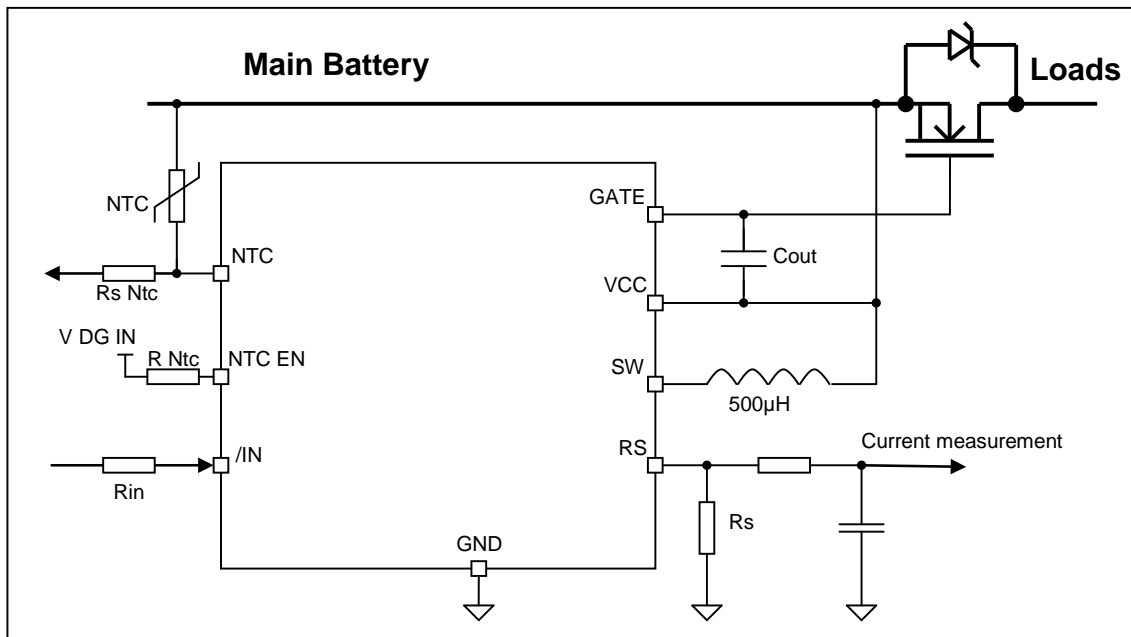 Main Battery
Loads
NTC
GATE
NTC
Cout
Rs Ntc
VCC
V DG IN
R Ntc
NTC EN
SW
500µH
/IN
RS
Current measurement
Rin
Rs
GND